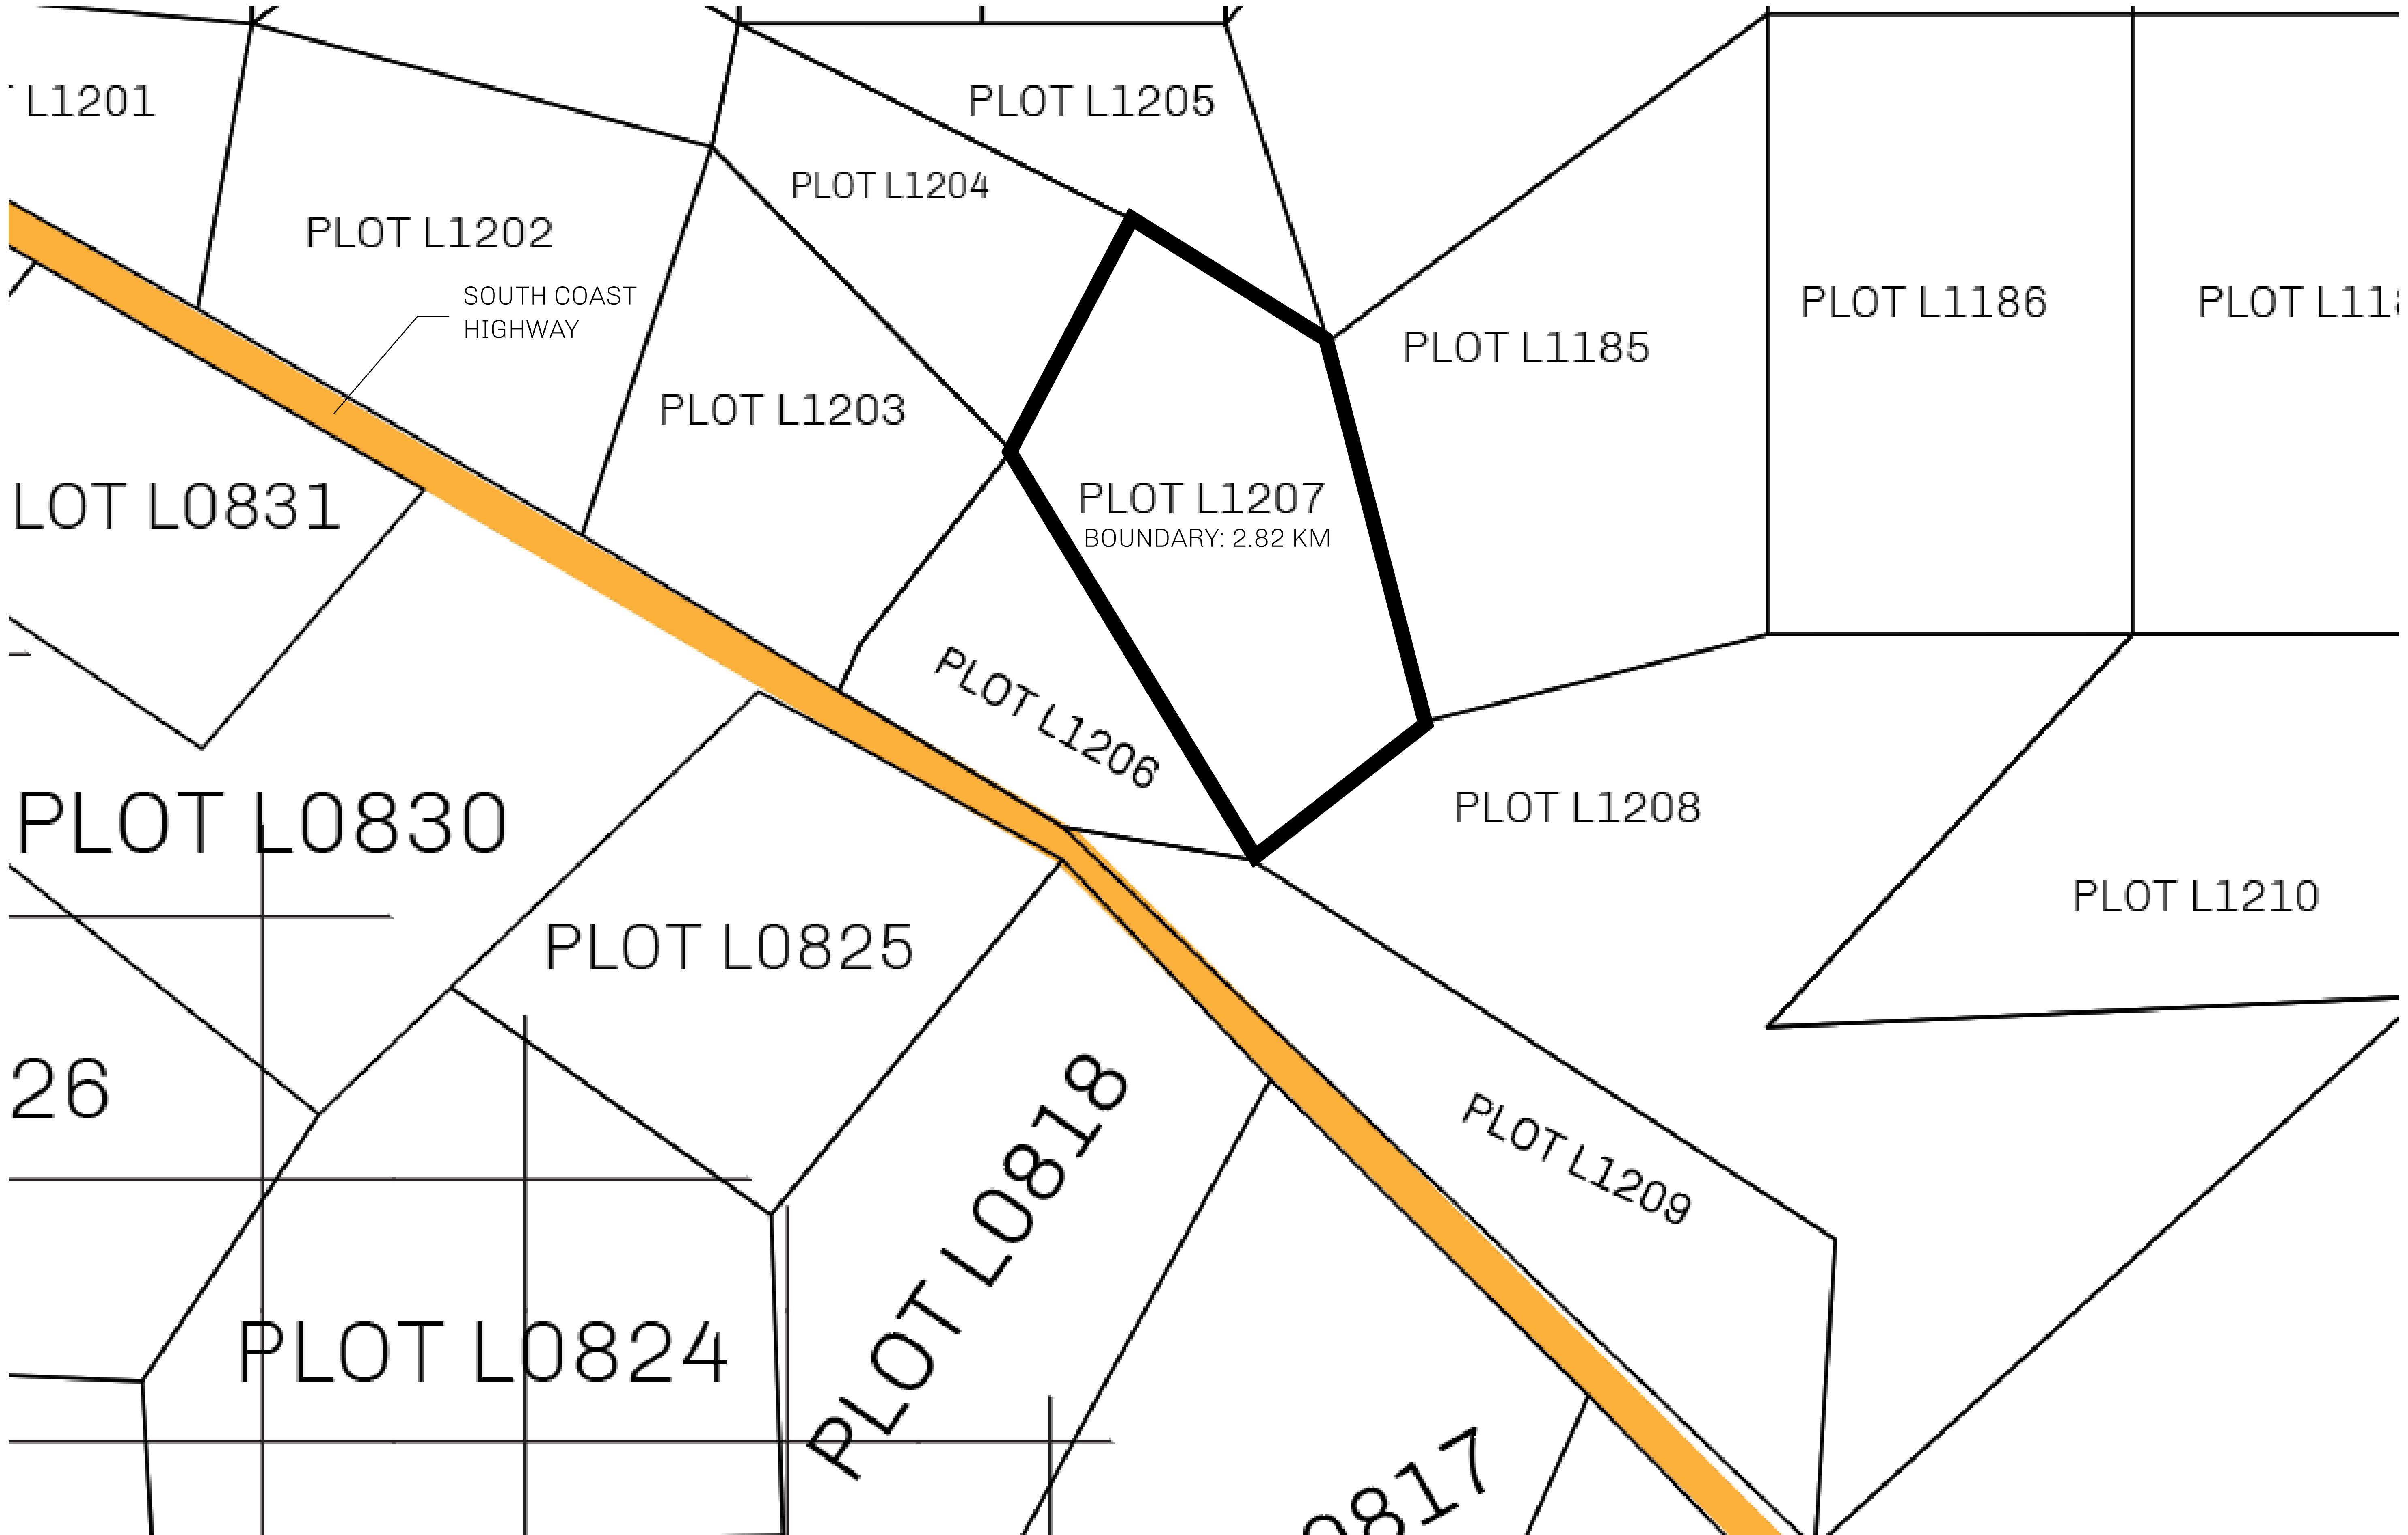 L1201
PLOT L1205
PLOT L1204
PLOT L1202
SOUTH COAST
HIGHWAY
PLOT L1203
PLOT L1185
PLOT L1186
PLOT L118
LOT L0831
PLOT L1207
BOUNDARY: 2.82 KM
PLOT L1206
PLOT L1208
PLOT L0830
PLOT L1210
PLOT L0825
26
PLOT L0818
PLOT L1209
PLOT L0824
0817